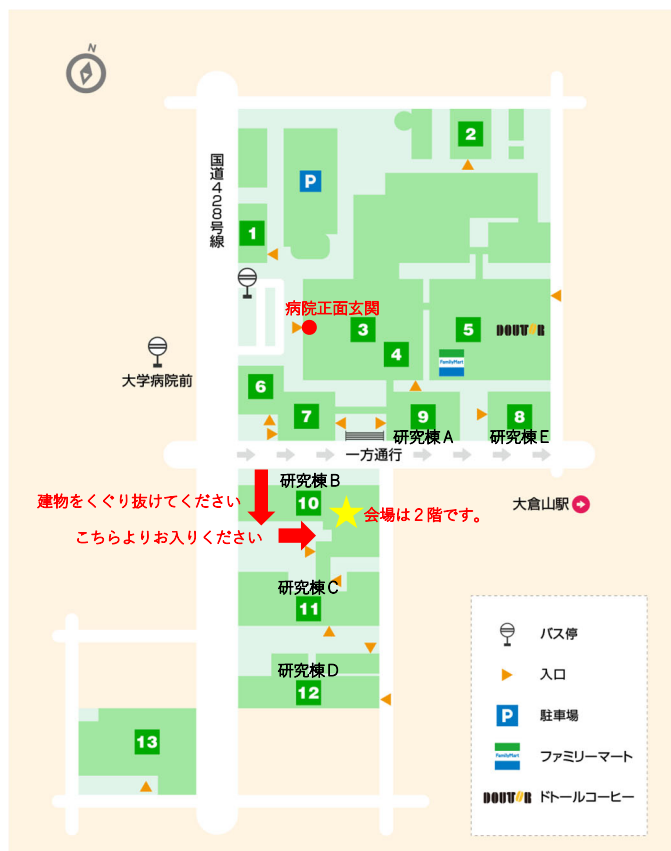 N
国道428号線
2
P
1
病院正面玄関
3
5
DOUTOR
4
FamilyMart
大学病院前
6
7
9
8
研究棟A
研究棟E
一方通行
研究棟B
建物をくぐり抜けてください
10
会場は2階です。
大倉山駅
こちらよりお入りください
研究棟C
11
研究棟D
12
13
バス停
入口
P
駐車場
FamilyMart
ファミリーマート
DOUTOR
ドトールコーヒー